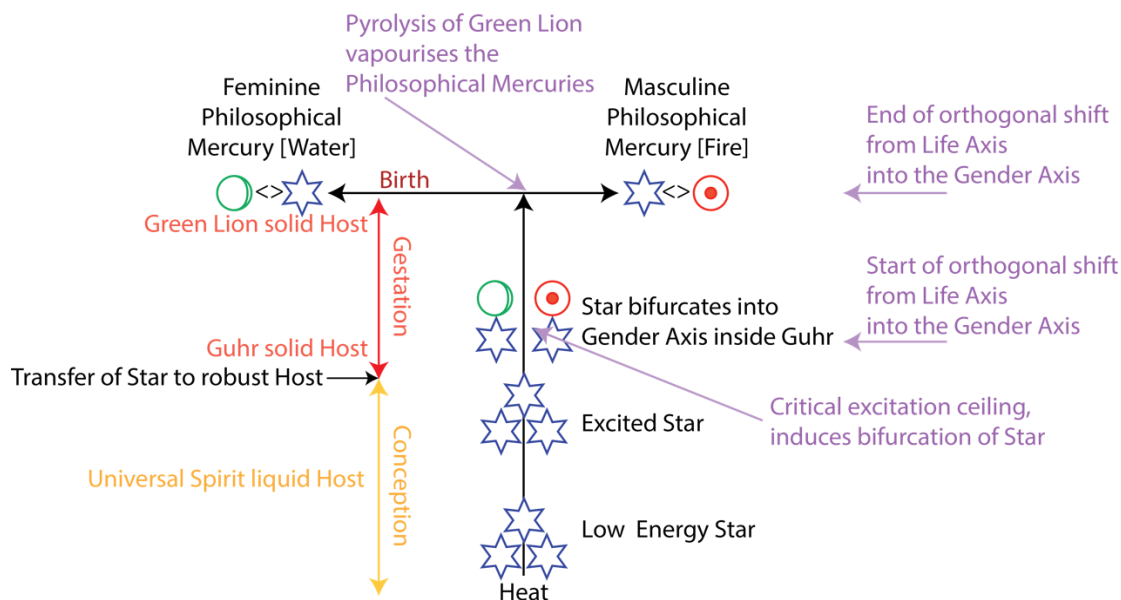 Pyrolysis of Green Lion
vapourises the
Philosophical Mercuries
Feminine
Philosophical
Mercury [Water]
Masculine
Philosophical
Mercury [Fire]
End of orthogonal shift
from Life Axis
into the Gender Axis
<>
Birth
<>
Green Lion solid Host
Gestation
Start of orthogonal shift
from Life Axis
into the Gender Axis
Star bifurcates into
Gender Axis inside Guhr
Guhr solid Host
Transfer of Star to robust Host
Critical excitation ceiling,
induces bifurcation of Star
Excited Star
Conception
Universal Spirit liquid Host
Low Energy Star
Heat